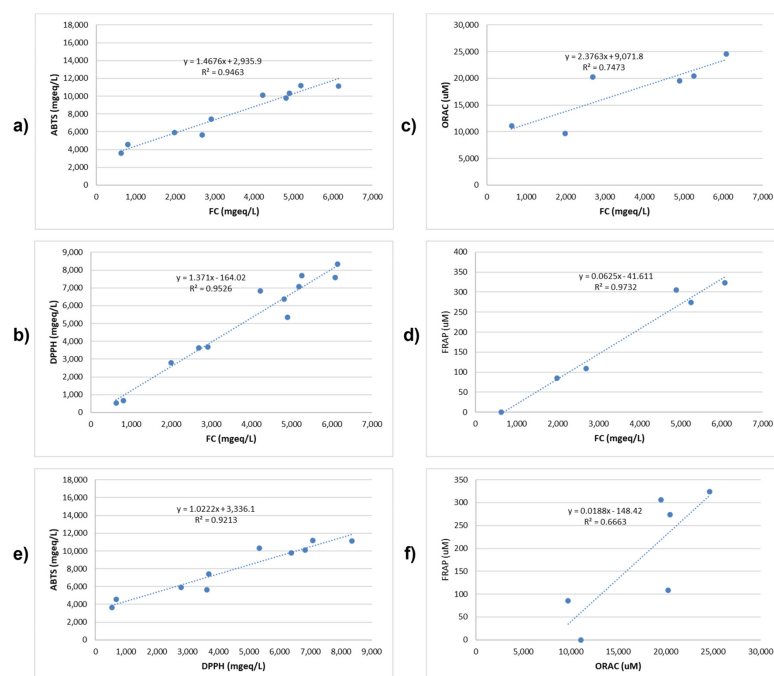 a)
18,000
16,000
14,000
12,000
10,000
8,000
6,000
4,000
2,000
0
ABTS (mgeq/L)
y = 1.4676x + 2,935.9
R² = 0.9463
0 1,000 2,000 3,000 4,000 5,000 6,000 7,000
FC (mgeq/L)
c)
30,000
25,000
20,000
15,000
10,000
5,000
0
ORAC (uM)
y = 2.3763x + 9,071.8
R² = 0.7473
0 1,000 2,000 3,000 4,000 5,000 6,000 7,000
FC (mgeq/L)
b)
9,000
8,000
7,000
6,000
5,000
4,000
3,000
2,000
1,000
0
DPPH (mgeq/L)
y = 1.371x - 164.02
R² = 0.9526
0 1,000 2,000 3,000 4,000 5,000 6,000 7,000
FC (mgeq/L)
d)
400
350
300
250
200
150
100
50
0
FRAP (uM)
y = 0.0625x - 41.611
R² = 0.9732
0 1,000 2,000 3,000 4,000 5,000 6,000 7,000
FC (mgeq/L)
e)
18,000
16,000
14,000
12,000
10,000
8,000
6,000
4,000
2,000
0
ABTS (mgeq/L)
y = 1.0222x + 3,336.1
R² = 0.9213
0 1,000 2,000 3,000 4,000 5,000 6,000 7,000 8,000 9,000
DPPH (mgeq/L)
f)
350
300
250
200
150
100
50
0
FRAP (uM)
y = 0.0188x - 148.42
R² = 0.6663
0 5,000 10,000 15,000 20,000 25,000 30,000
ORAC (uM)